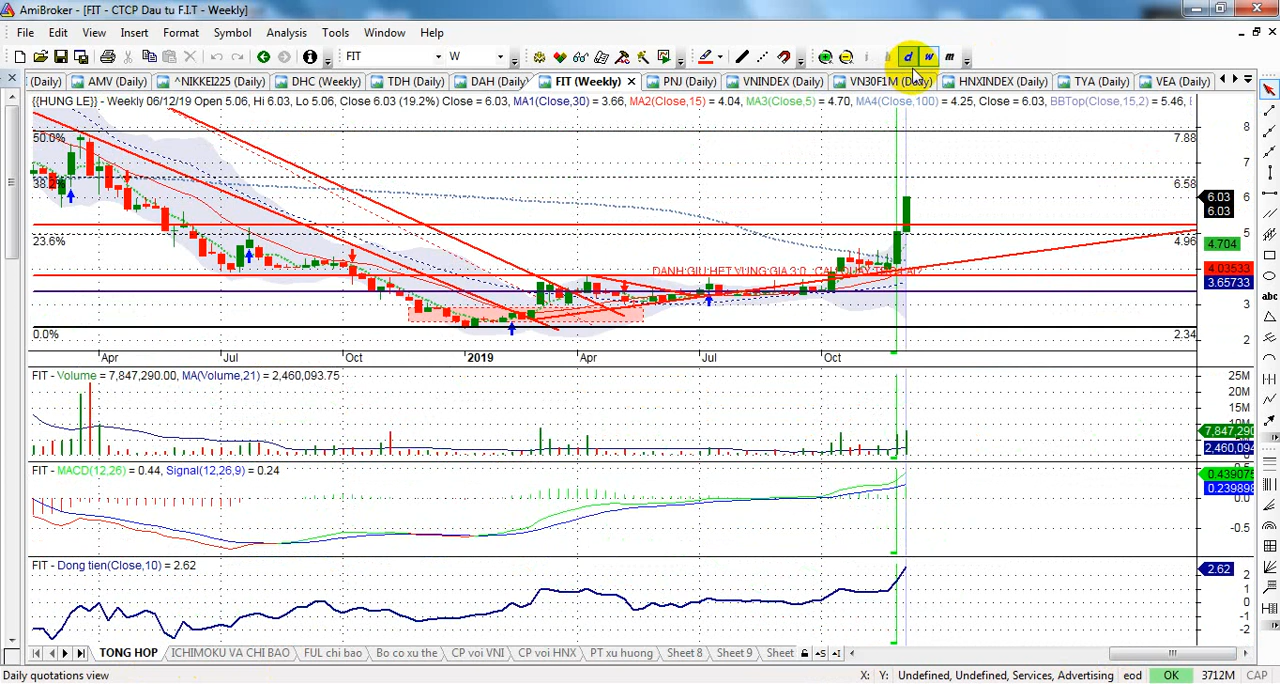 AmiBroker - [FIT - CTCP Dau tu F.I.T - Weekly]
File Edit View Insert Format Symbol Analysis Tools Window Help
FIT W i h d w m
(Daily) AMV (Daily) ^NDS225 (Daily) DHC (Weekly) TDH (Daily) DAH (Daily) FIT (Weekly) PNJ (Daily) VNINDEX (Daily) VN30F1M (Daily) HNXINDEX (Daily) TYA (Daily) VEA (Daily)
{{HUNG LE}} - Weekly 06/12/19 Open 5.06, Hi 6.03, Lo 5.06, Close 6.03 (19.2%) MA1(Close,30) = 3.66, MA2(Close,15) = 4.04, MA3(Close,5) = 4.70, MA4(Close,100) = 4.25, Close = 6.03, BBTop(Close,15,2) = 5.46,
50.0% 7.88
38.2% 6.58
23.6% 4.96
0.0% 2.34
8
7
6
5
3
2
6.03
6.03
4.704
4.03533
3.65733
Apr Jul Oct 2019 Apr Jul Oct
FIT - Volume = 7,847,290.00, MA(Volume,21) = 2,460,093.75
25M
20M
15M
10M
7,847,290
2,460,094
FIT - MACD(12,26) = 0.44, Signal(12,26,9) = 0.24
0.439075
0.239898
0.0
-0.5
FIT - Dong tien(Close,10) = 2.62
2.62
2
1
0
-1
-2
TONG HOP ICHIMOKU VA CHI BAO FUL chi bao Bo co xu the CP voi VNI CP voi HNX PT xu huong Sheet 8 Sheet 9 Sheet
Daily quotations view X: Y: Undefined, Undefined, Services, Advertising eod OK 3712M CAP
abc